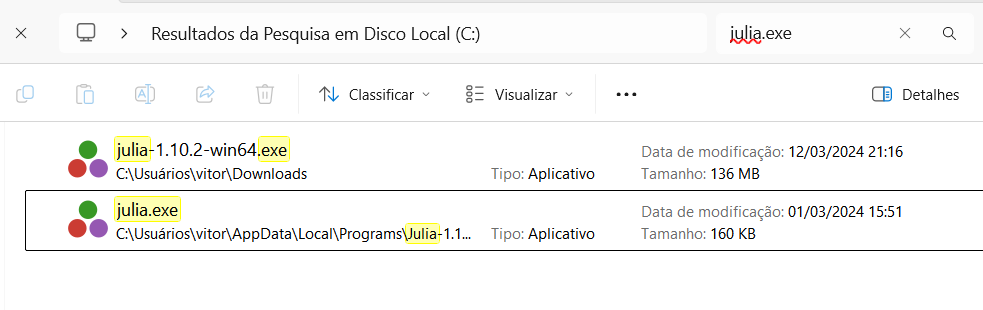 Resultados da Pesquisa em Disco Local (C:)
julia.exe
Classificar
Visualizar
Detalhes
julia-1.10.2-win64.exe
C:\Usuários\vitor\Downloads
Tipo: Aplicativo
Data de modificação: 12/03/2024 21:16
Tamanho: 136 MB
julia.exe
C:\Usuários\vitor\AppData\Local\Programs\Julia-1.1...
Tipo: Aplicativo
Data de modificação: 01/03/2024 15:51
Tamanho: 160 KB